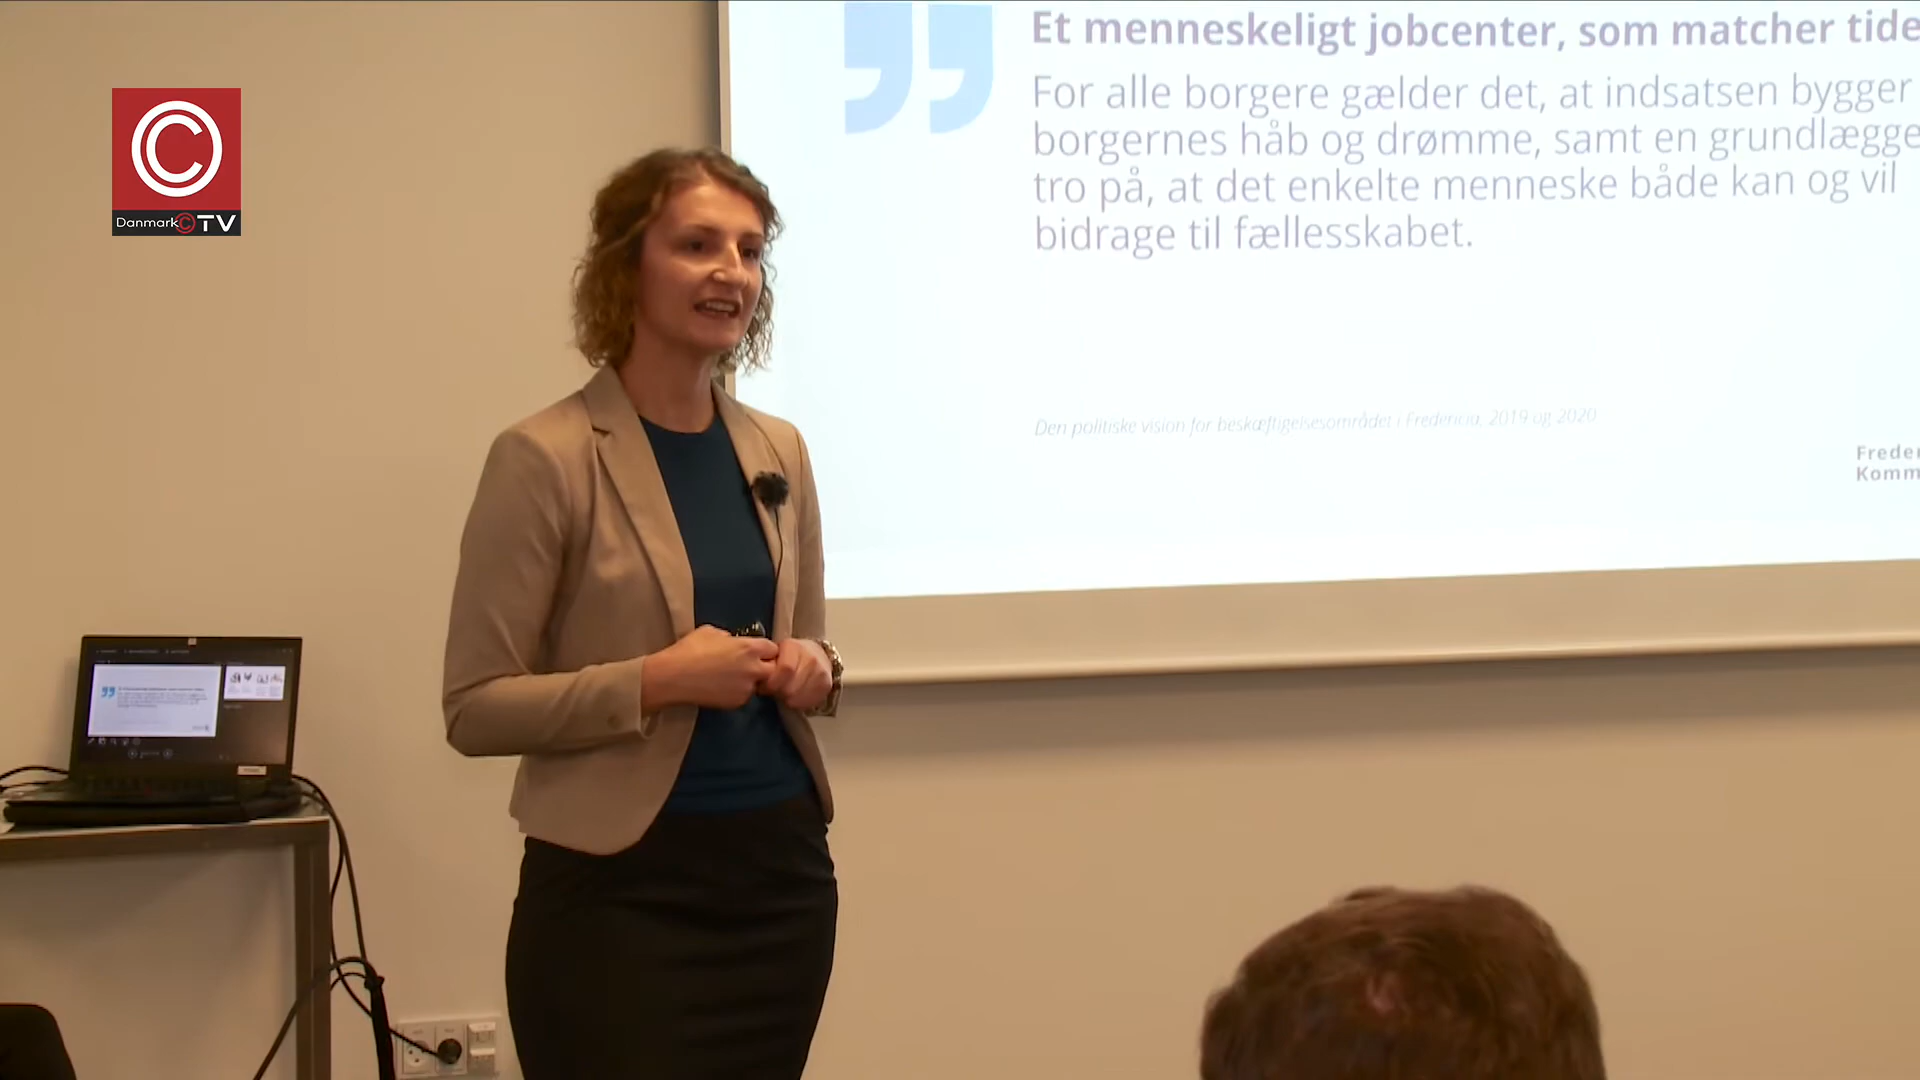 Et menneskeligt jobcenter, som matcher tide
For alle borgere gælder det, at indsatsen bygger
borgernes håb og drømme, samt en grundlægge
tro på, at det enkelte menneske både kan og vil
bidrage til fællesskabet.
Den politiske vision for beskæftigelsesområdet i Fredericia, 2019 og 2020
Freder
Komm
C
Danmark C TV